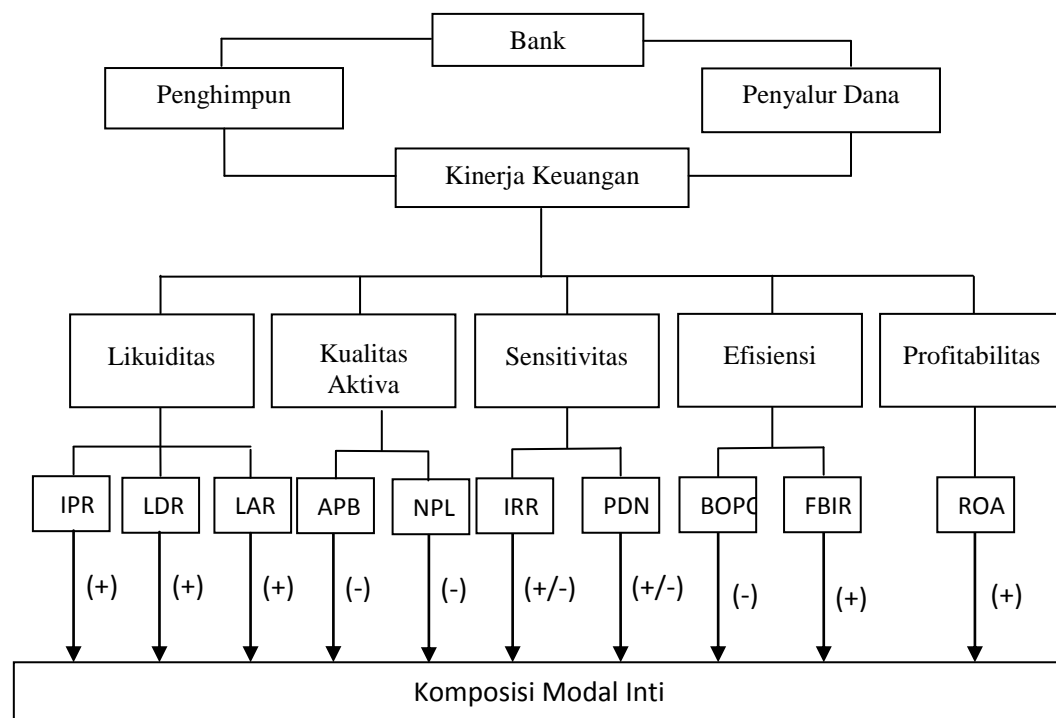 Bank
Penghimpun
Penyalur Dana
Kinerja Keuangan
Likuiditas
Kualitas
Aktiva
Sensitivitas
Efisiensi
Profitabilitas
IPR
LDR
LAR
APB
NPL
IRR
PDN
BOPO
FBIR
ROA
(+)
(+)
(+)
(-)
(-)
(+/-)
(+/-)
(-)
(+)
(+)
Komposisi Modal Inti